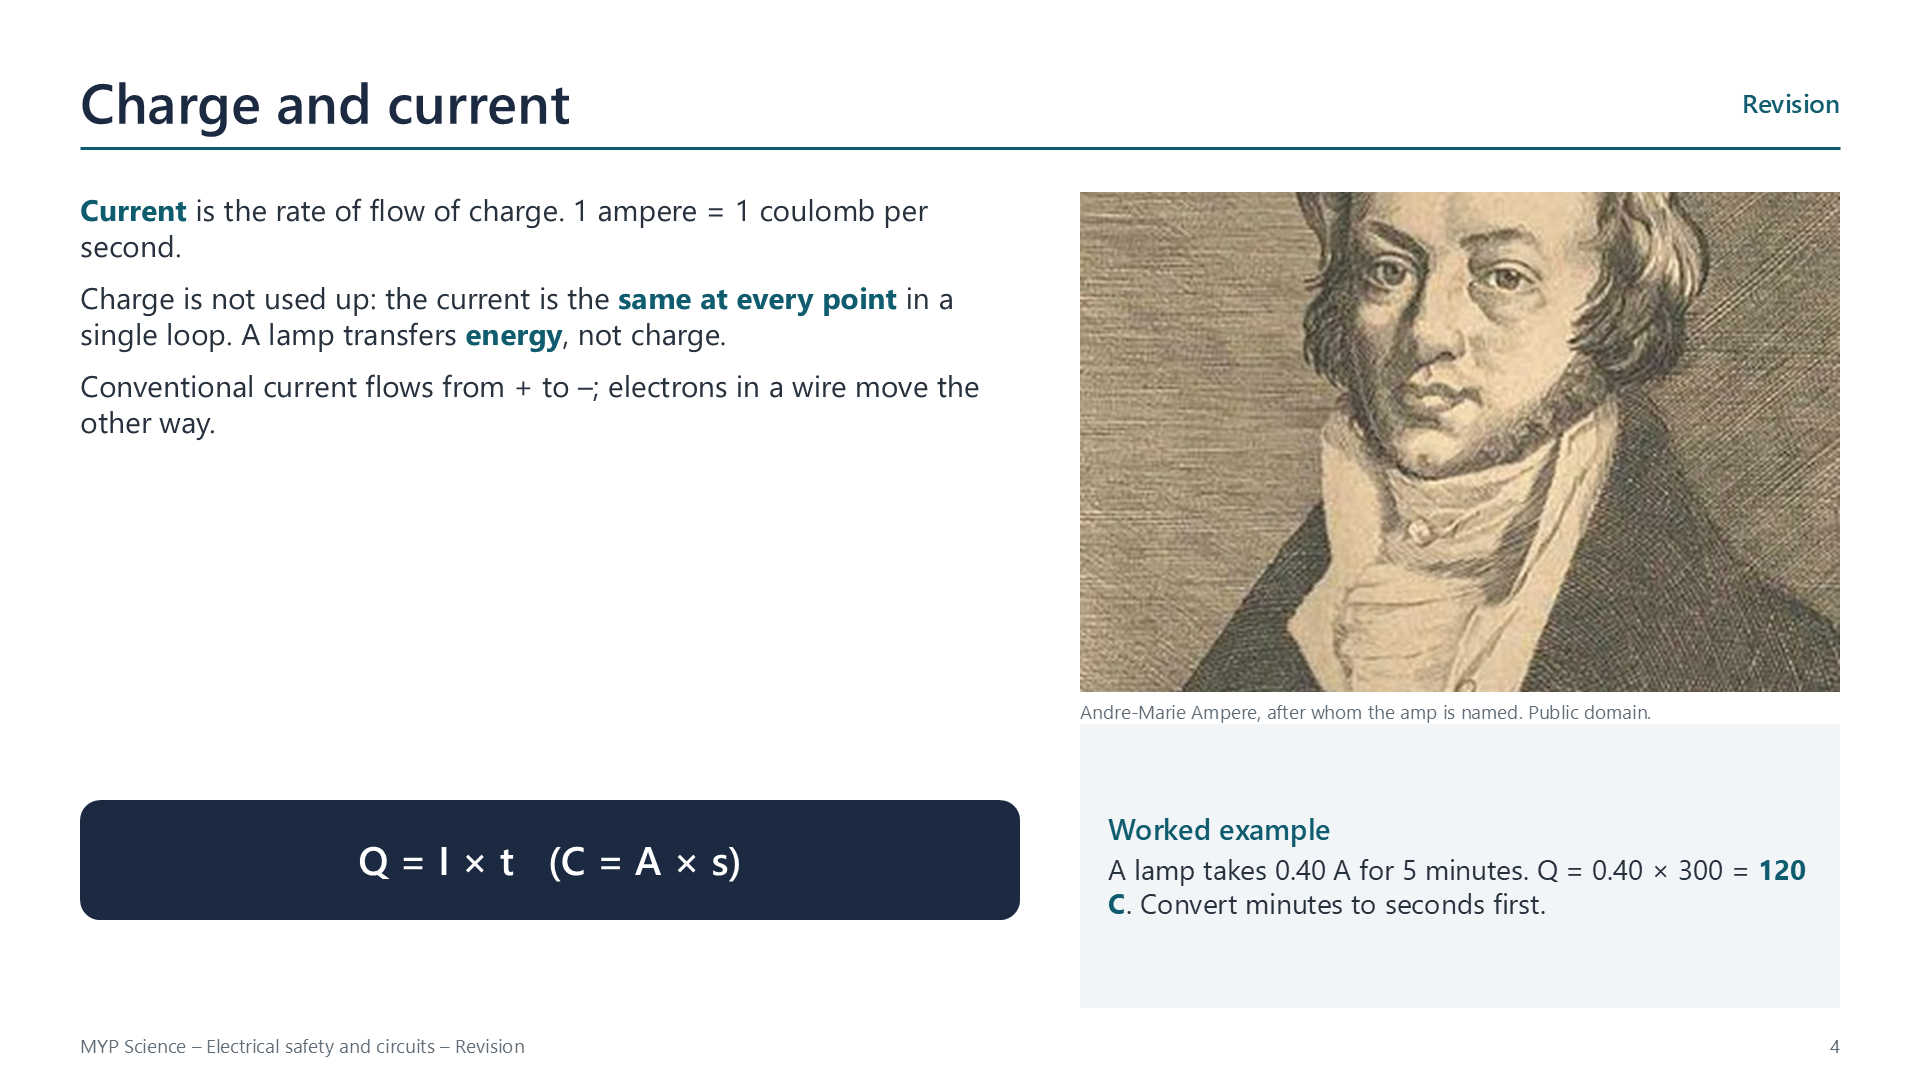 Charge and current
Revision
Current is the rate of flow of charge. 1 ampere = 1 coulomb per
second.
Charge is not used up: the current is the same at every point in a
single loop. A lamp transfers energy, not charge.
Conventional current flows from + to –; electrons in a wire move the
other way.
Q = I × t (C = A × s)
Andre-Marie Ampere, after whom the amp is named. Public domain.
Worked example
A lamp takes 0.40 A for 5 minutes. Q = 0.40 × 300 = 120
C. Convert minutes to seconds first.
MYP Science – Electrical safety and circuits – Revision
4